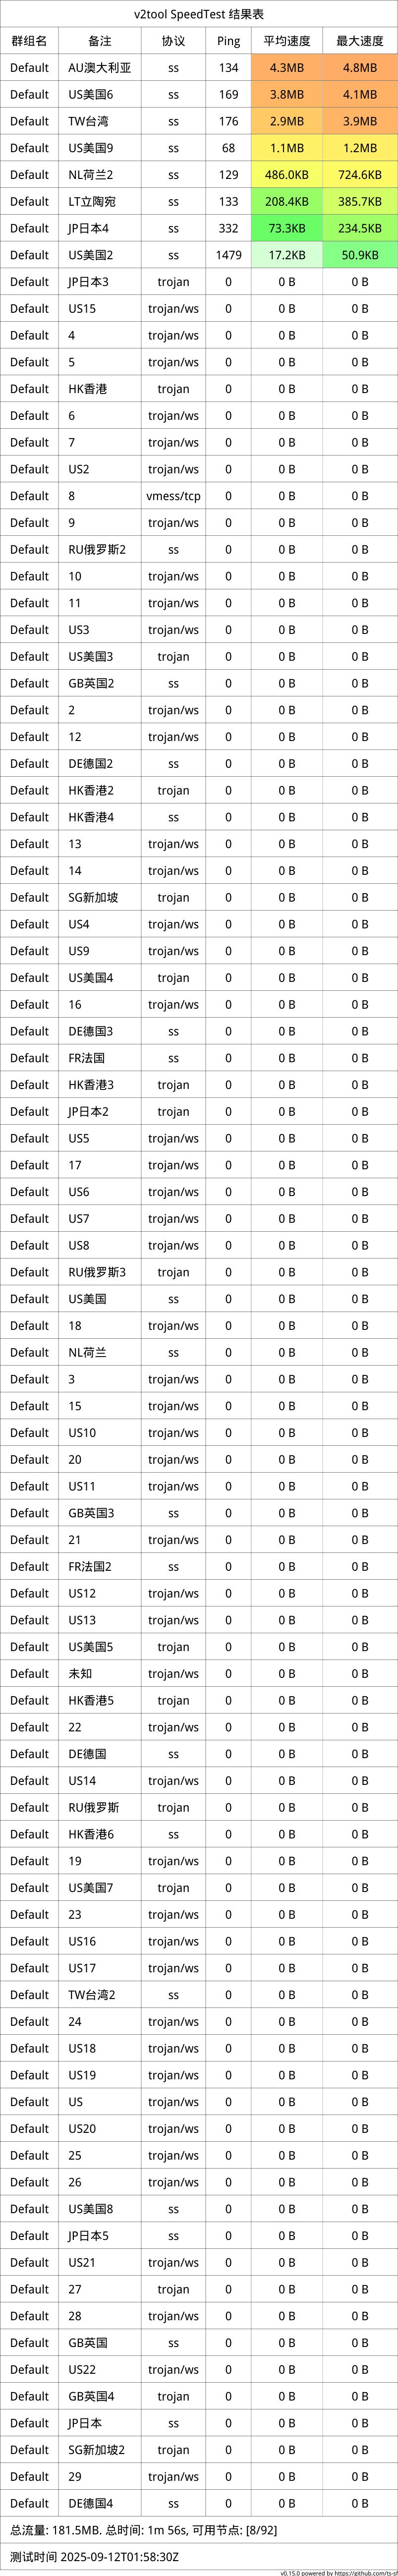 v2tool SpeedTest 结果表
群组名 备注 协议 Ping 平均速度 最大速度
Default AU澳大利亚 ss 134 4.3MB 4.8MB
Default US美国6 ss 169 3.8MB 4.1MB
Default TW台湾 ss 176 2.9MB 3.9MB
Default US美国9 ss 68 1.1MB 1.2MB
Default NL荷兰2 ss 129 486.0KB 724.6KB
Default LT立陶宛 ss 133 208.4KB 385.7KB
Default JP日本4 ss 332 73.3KB 234.5KB
Default US美国2 ss 1479 17.2KB 50.9KB
Default JP日本3 trojan 0 0 B 0 B
Default US15 trojan/ws 0 0 B 0 B
Default 4 trojan/ws 0 0 B 0 B
Default 5 trojan/ws 0 0 B 0 B
Default HK香港 trojan 0 0 B 0 B
Default 6 trojan/ws 0 0 B 0 B
Default 7 trojan/ws 0 0 B 0 B
Default US2 trojan/ws 0 0 B 0 B
Default 8 vmess/tcp 0 0 B 0 B
Default 9 trojan/ws 0 0 B 0 B
Default RU俄罗斯2 ss 0 0 B 0 B
Default 10 trojan/ws 0 0 B 0 B
Default 11 trojan/ws 0 0 B 0 B
Default US3 trojan/ws 0 0 B 0 B
Default US美国3 trojan 0 0 B 0 B
Default GB英国2 ss 0 0 B 0 B
Default 2 trojan/ws 0 0 B 0 B
Default 12 trojan/ws 0 0 B 0 B
Default DE德国2 ss 0 0 B 0 B
Default HK香港2 trojan 0 0 B 0 B
Default HK香港4 ss 0 0 B 0 B
Default 13 trojan/ws 0 0 B 0 B
Default 14 trojan/ws 0 0 B 0 B
Default SG新加坡 trojan 0 0 B 0 B
Default US4 trojan/ws 0 0 B 0 B
Default US9 trojan/ws 0 0 B 0 B
Default US美国4 trojan 0 0 B 0 B
Default 16 trojan/ws 0 0 B 0 B
Default DE德国3 ss 0 0 B 0 B
Default FR法国 ss 0 0 B 0 B
Default HK香港3 trojan 0 0 B 0 B
Default JP日本2 trojan 0 0 B 0 B
Default US5 trojan/ws 0 0 B 0 B
Default 17 trojan/ws 0 0 B 0 B
Default US6 trojan/ws 0 0 B 0 B
Default US7 trojan/ws 0 0 B 0 B
Default US8 trojan/ws 0 0 B 0 B
Default RU俄罗斯3 trojan 0 0 B 0 B
Default US美国 ss 0 0 B 0 B
Default 18 trojan/ws 0 0 B 0 B
Default NL荷兰 ss 0 0 B 0 B
Default 3 trojan/ws 0 0 B 0 B
Default 15 trojan/ws 0 0 B 0 B
Default US10 trojan/ws 0 0 B 0 B
Default 20 trojan/ws 0 0 B 0 B
Default US11 trojan/ws 0 0 B 0 B
Default GB英国3 ss 0 0 B 0 B
Default 21 trojan/ws 0 0 B 0 B
Default FR法国2 ss 0 0 B 0 B
Default US12 trojan/ws 0 0 B 0 B
Default US13 trojan/ws 0 0 B 0 B
Default US美国5 trojan 0 0 B 0 B
Default 未知 trojan/ws 0 0 B 0 B
Default HK香港5 trojan 0 0 B 0 B
Default 22 trojan/ws 0 0 B 0 B
Default DE德国 ss 0 0 B 0 B
Default US14 trojan/ws 0 0 B 0 B
Default RU俄罗斯 trojan 0 0 B 0 B
Default HK香港6 ss 0 0 B 0 B
Default 19 trojan/ws 0 0 B 0 B
Default US美国7 trojan 0 0 B 0 B
Default 23 trojan/ws 0 0 B 0 B
Default US16 trojan/ws 0 0 B 0 B
Default US17 trojan/ws 0 0 B 0 B
Default TW台湾2 ss 0 0 B 0 B
Default 24 trojan/ws 0 0 B 0 B
Default US18 trojan/ws 0 0 B 0 B
Default US19 trojan/ws 0 0 B 0 B
Default US trojan/ws 0 0 B 0 B
Default US20 trojan/ws 0 0 B 0 B
Default 25 trojan/ws 0 0 B 0 B
Default 26 trojan/ws 0 0 B 0 B
Default US美国8 ss 0 0 B 0 B
Default JP日本5 ss 0 0 B 0 B
Default US21 trojan/ws 0 0 B 0 B
Default 27 trojan 0 0 B 0 B
Default 28 trojan/ws 0 0 B 0 B
Default GB英国 ss 0 0 B 0 B
Default US22 trojan/ws 0 0 B 0 B
Default GB英国4 trojan 0 0 B 0 B
Default JP日本 ss 0 0 B 0 B
Default SG新加坡2 trojan 0 0 B 0 B
Default 29 trojan/ws 0 0 B 0 B
Default DE德国4 ss 0 0 B 0 B
总流量: 181.5MB. 总时间: 1m 56s, 可用节点: [8/92]
测试时间 2025-09-12T01:58:30Z
v0.15.0 powered by https://github.com/ts-sf